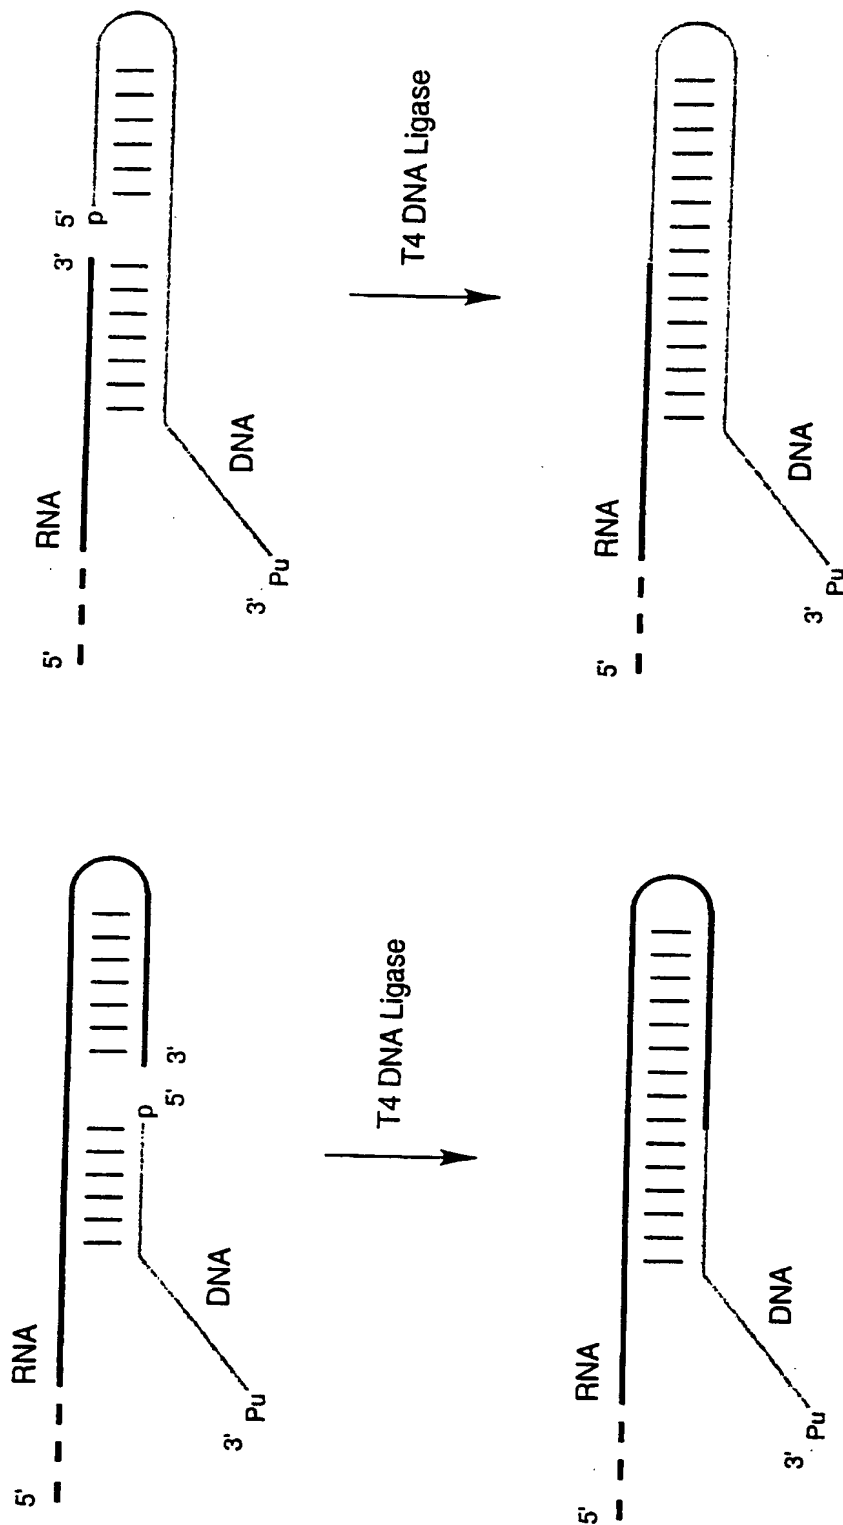 5'
RNA
3'
5'
p
DNA
3'
Pu
T4 DNA Ligase
5'
RNA
DNA
3'
Pu
5'
RNA
p
5'
3'
DNA
3'
Pu
T4 DNA Ligase
5'
RNA
DNA
3'
Pu